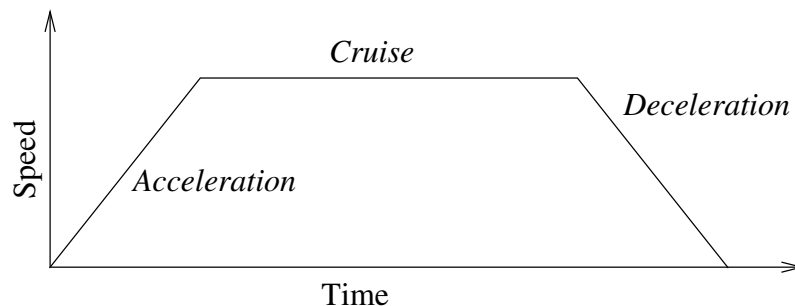 Cruise
Deceleration
Acceleration
Speed
Time